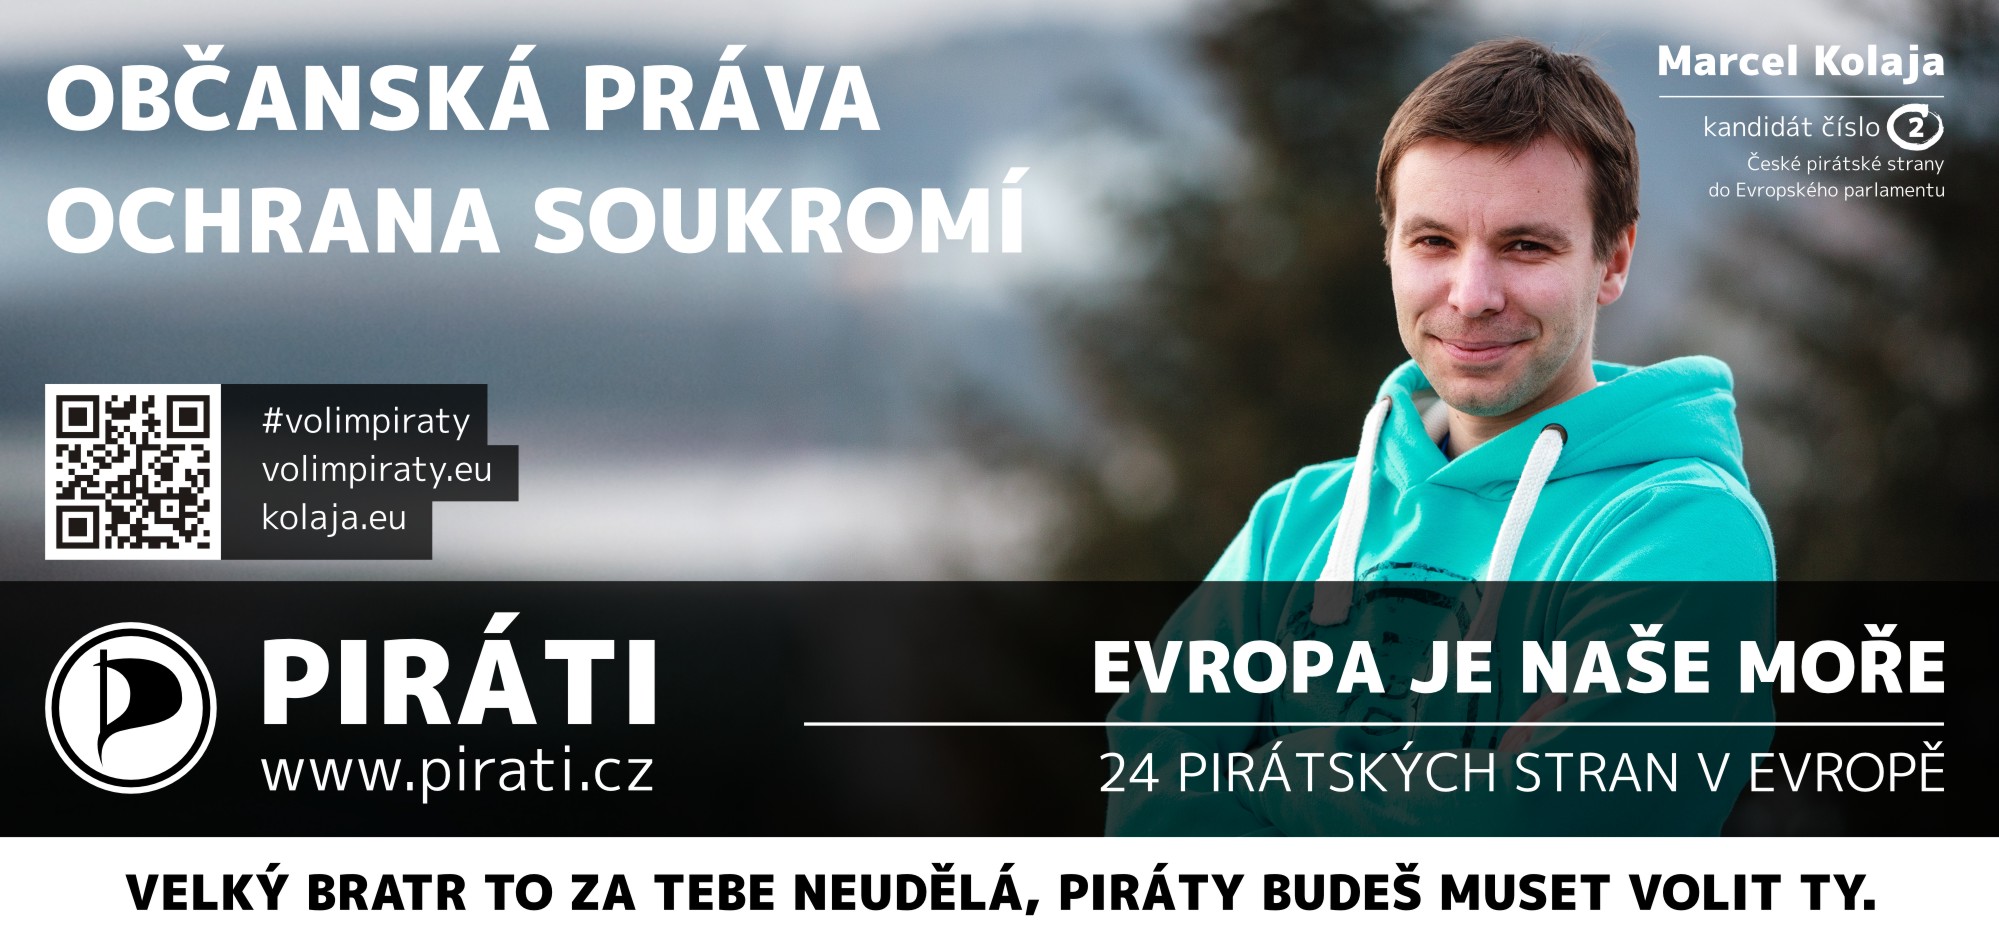 OBČANSKÁ PRÁVA
OCHRANA SOUKROMÍ
Marcel Kolaja
kandidát číslo 2
České pirátské strany
do Evropského parlamentu
#volimpiraty
volimpiraty.eu
kolaja.eu
PIRÁTI
www.pirati.cz
EVROPA JE NAŠE MOŘE
24 PIRÁTSKÝCH STRAN V EVROPĚ
VELKÝ BRATR TO ZA TEBE NEUDĚLÁ, PIRÁTY BUDEŠ MUSET VOLIT TY.